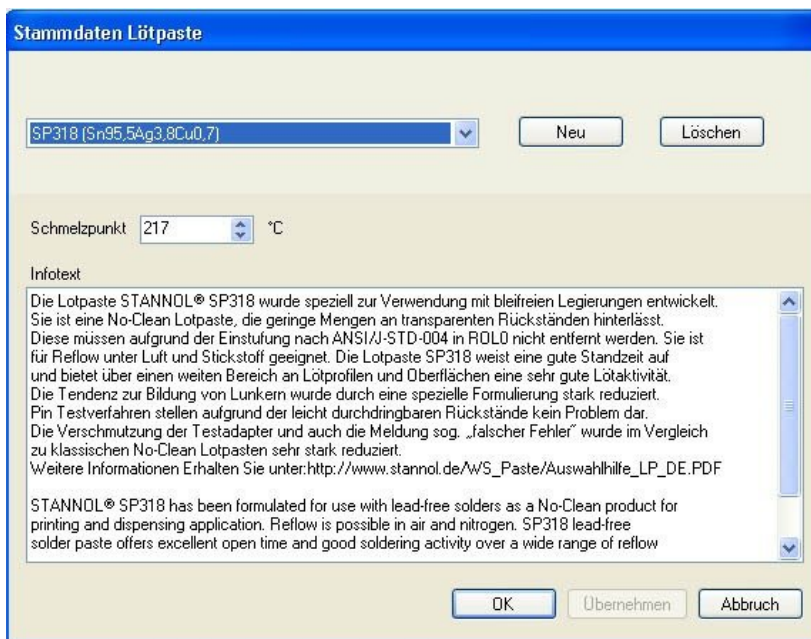 Stammdaten Lötpaste
SP318 (Sn95,5Ag3,8Cu0,7)
Neu
Löschen
Schmelzpunkt 217 °C
Infotext
Die Lotpaste STANNOL® SP318 wurde speziell zur Verwendung mit bleifreien Legierungen entwickelt.
Sie ist eine No-Clean Lotpaste, die geringe Mengen an transparenten Rückständen hinterlässt.
Diese müssen aufgrund der Einstufung nach ANSI/J-STD-004 in ROL0 nicht entfernt werden. Sie ist
für Reflow unter Luft und Stickstoff geeignet. Die Lotpaste SP318 weist eine gute Standzeit auf
und bietet über einen weiten Bereich an Lötprofilen und Oberflächen eine sehr gute Lötaktivität.
Die Tendenz zur Bildung von Lunkern wurde durch eine spezielle Formulierung stark reduziert.
Pin Testverfahren stellen aufgrund der leicht durchdringbaren Rückstände kein Problem dar.
Die Verschmutzung der Testadapter und auch die Meldung sog. „falscher Fehler" wurde im Vergleich
zu klassischen No-Clean Lotpasten sehr stark reduziert.
Weitere Informationen Erhalten Sie unter:http://www.stannol.de/WS_Paste/Auswahlhilfe_LP_DE.PDF
STANNOL® SP318 has been formulated for use with lead-free solders as a No-Clean product for
printing and dispensing application. Reflow is possible in air and nitrogen. SP318 lead-free
solder paste offers excellent open time and good soldering activity over a wide range of reflow
OK
Übernehmen
Abbruch